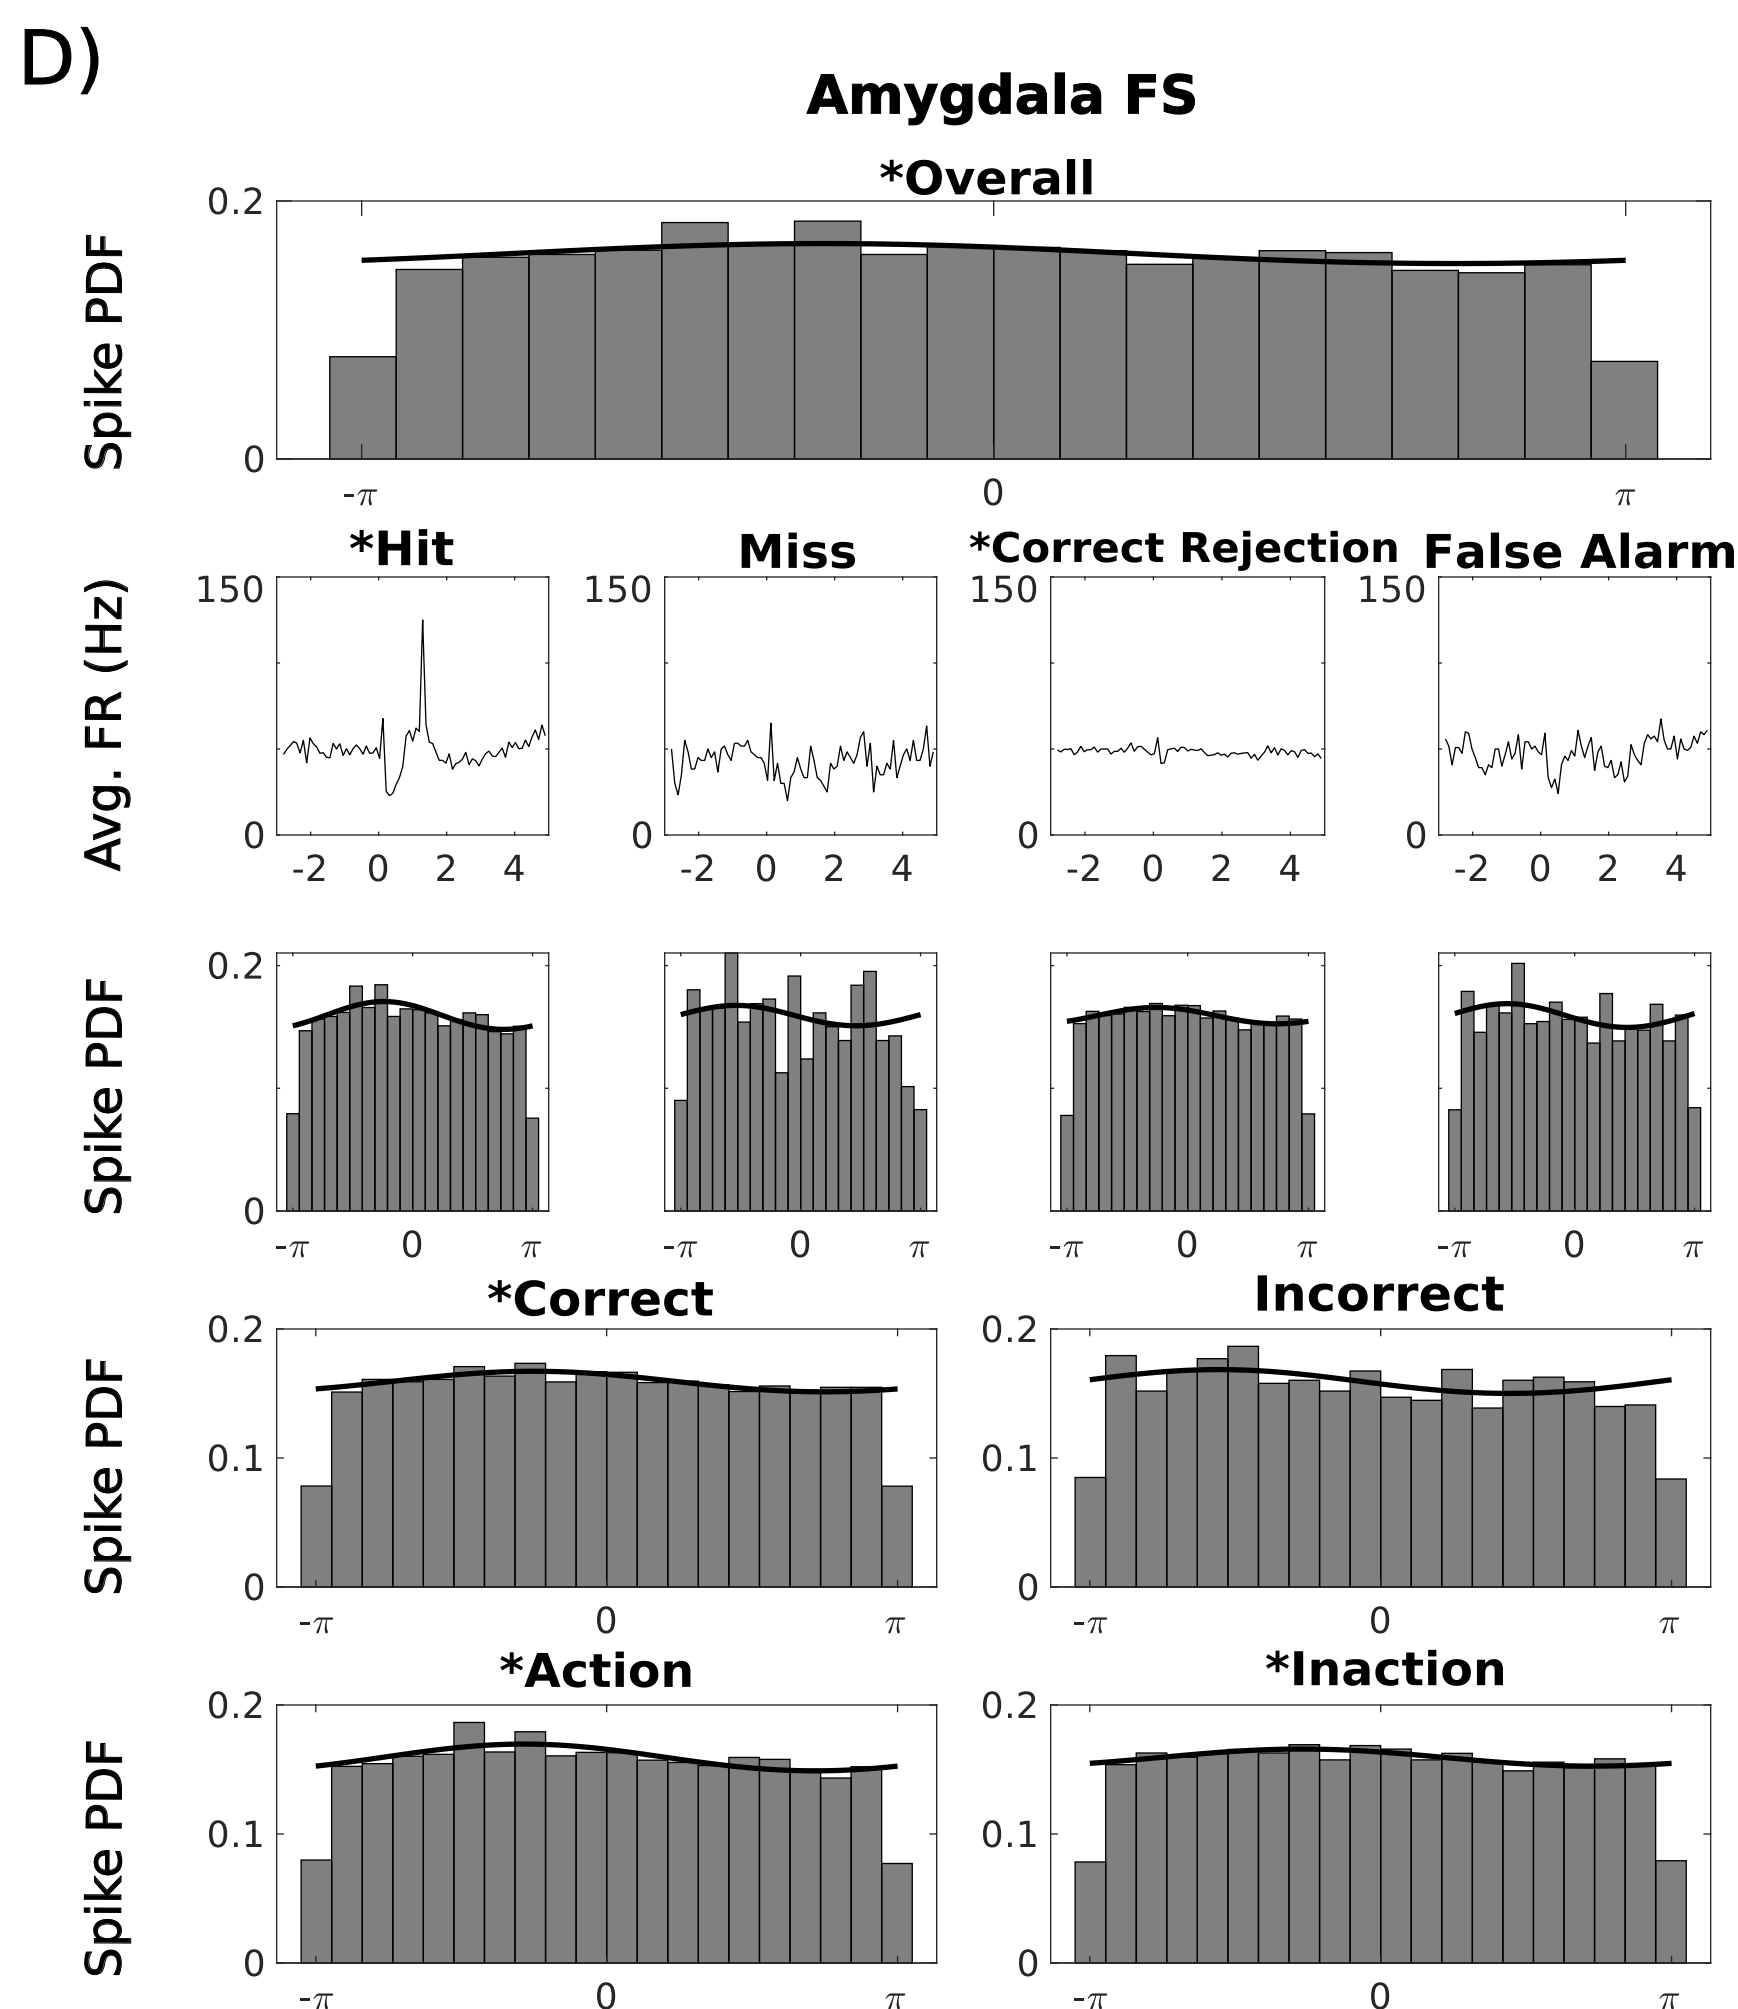 D)
Amygdala FS
*Overall
Spike PDF
0.2
0
-π 0 π
*Hit Miss *Correct Rejection False Alarm
Avg. FR (Hz)
150 150 150 150
0 0 0 0
-2 0 2 4 -2 0 2 4 -2 0 2 4 -2 0 2 4
Spike PDF
0.2
0
-π 0 π -π 0 π -π 0 π -π 0 π
*Correct Incorrect
Spike PDF
0.2 0.2
0.1 0.1
0 0
-π 0 π -π 0 π
*Action *Inaction
Spike PDF
0.2 0.2
0.1 0.1
0 0
-π 0 π -π 0 π